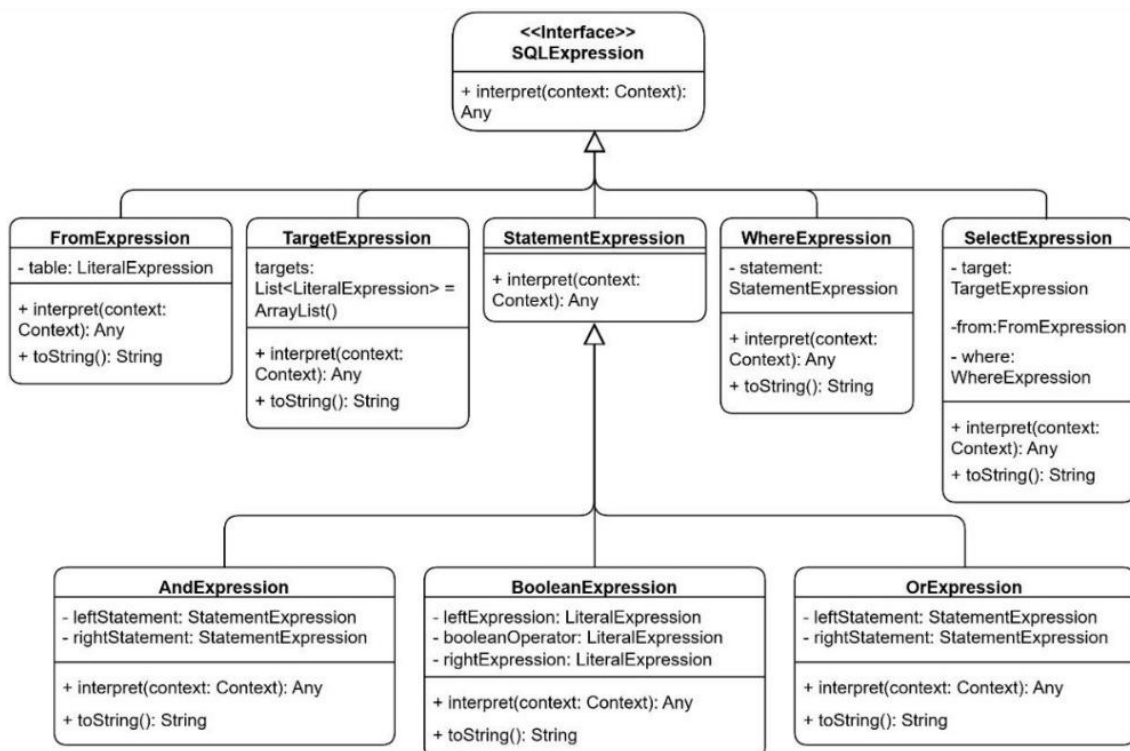 <<Interface>>
SQLExpression
+ interpret(context: Context):
Any
FromExpression
- table: LiteralExpression
+ interpret(context:
Context): Any
+ toString(): String
TargetExpression
targets:
List<LiteralExpression> =
ArrayList()
+ interpret(context:
Context): Any
+ toString(): String
StatementExpression
+ interpret(context:
Context): Any
WhereExpression
- statement:
StatementExpression
+ interpret(context:
Context): Any
+ toString(): String
SelectExpression
- target:
TargetExpression
-from:FromExpression
- where:
WhereExpression
+ interpret(context:
Context): Any
+ toString(): String
AndExpression
- leftStatement: StatementExpression
- rightStatement: StatementExpression
+ interpret(context: Context): Any
+ toString(): String
BooleanExpression
- leftExpression: LiteralExpression
- booleanOperator: LiteralExpression
- rightExpression: LiteralExpression
+ interpret(context: Context): Any
+ toString(): String
OrExpression
- leftStatement: StatementExpression
- rightStatement: StatementExpression
+ interpret(context: Context): Any
+ toString(): String